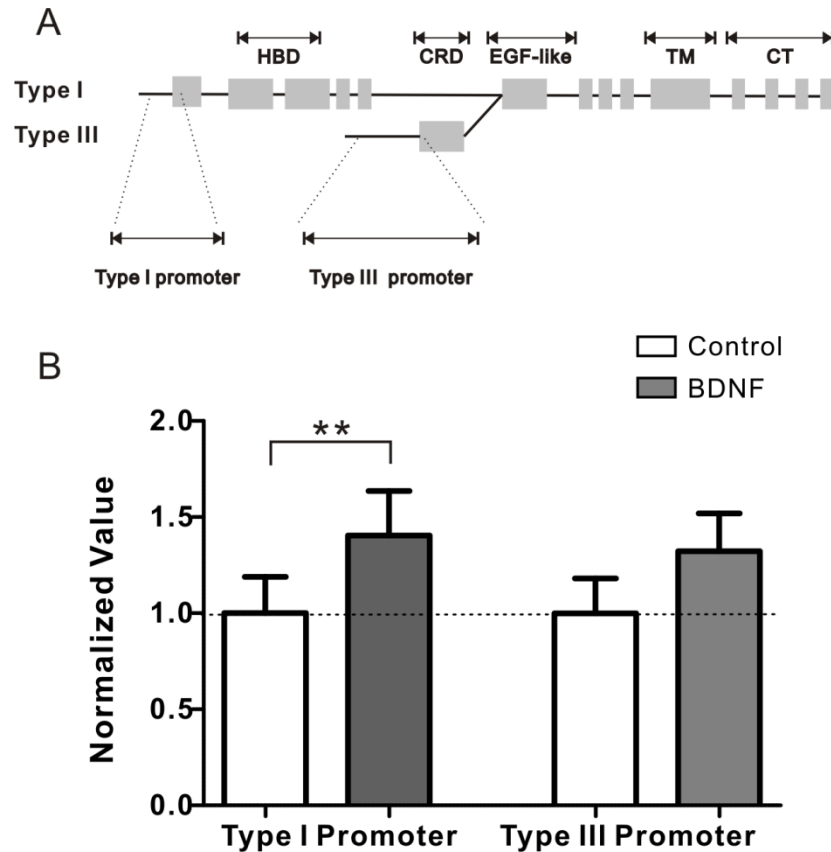 A
HBD CRD EGF-like TM CT
Type I
Type III
Type I promoter Type III promoter
B
Control
BDNF
**
2.0
1.5
1.0
0.5
0.0
Normalized Value
Type I Promoter Type III Promoter